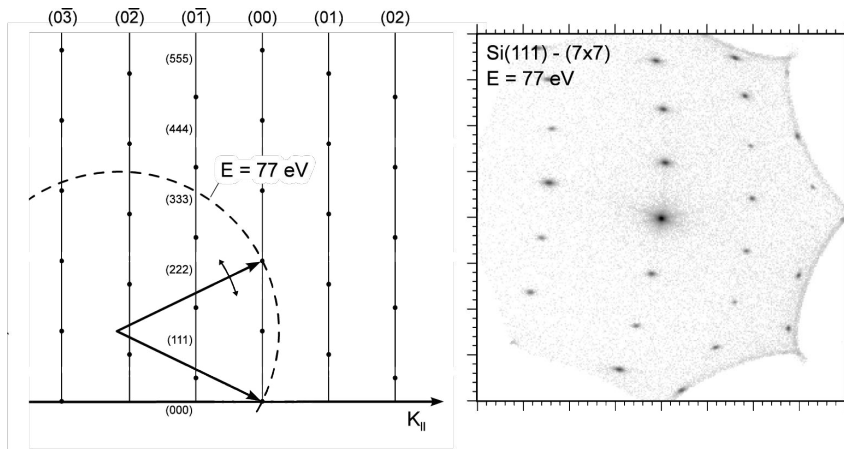 (03̅) (02̅) (01̅) (00) (01) (02)
(555)
(444)
E = 77 eV
(333)
(222)
(111)
(000)
K||
Si(111) - (7x7)
E = 77 eV